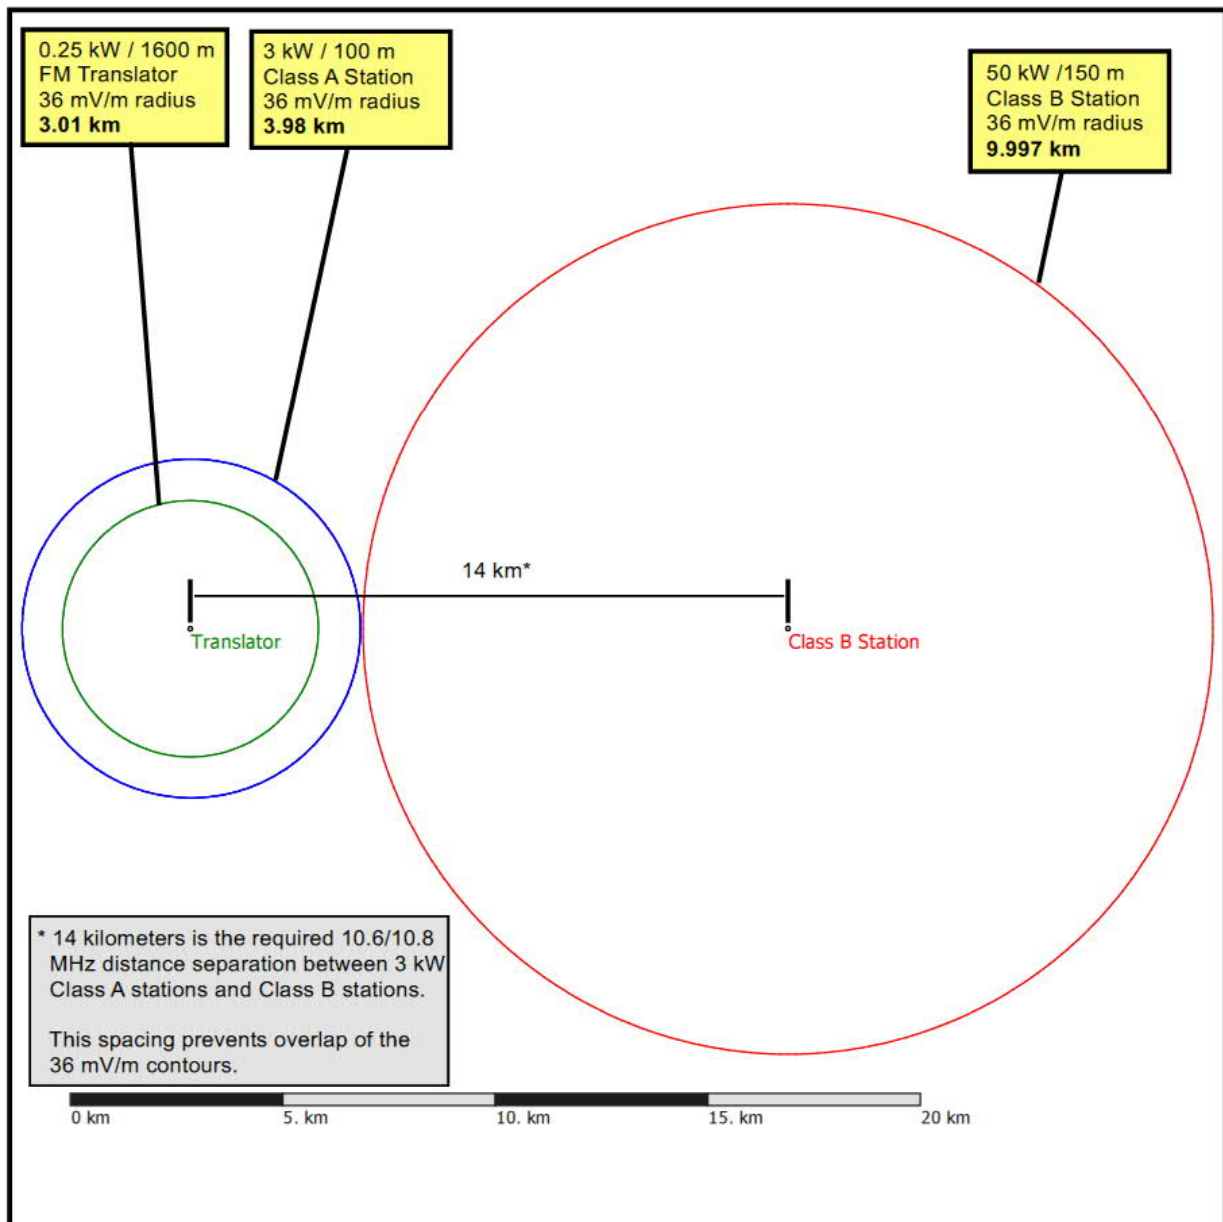 0.25 kW / 1600 m
FM Translator
36 mV/m radius
3.01 km
3 kW / 100 m
Class A Station
36 mV/m radius
3.98 km
50 kW /150 m
Class B Station
36 mV/m radius
9.997 km
14 km*
Translator
Class B Station
* 14 kilometers is the required 10.6/10.8
MHz distance separation between 3 kW
Class A stations and Class B stations.
This spacing prevents overlap of the
36 mV/m contours.
0 km
5. km
10. km
15. km
20 km